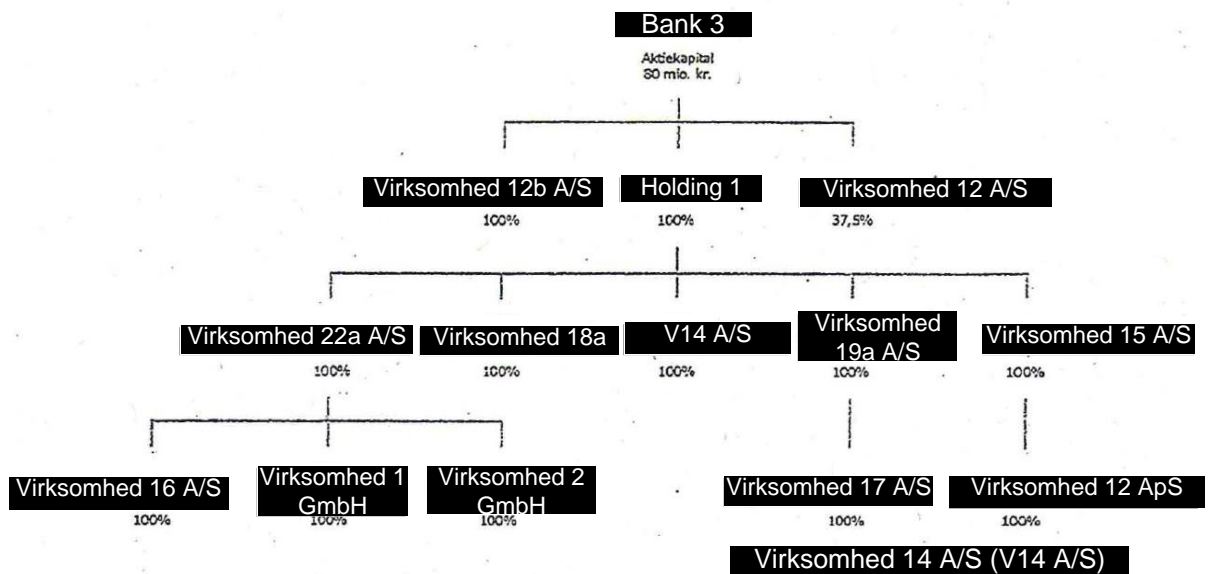 Bank 3
Aktiekapital
80 mio. kr.
Virksomhed 12b A/S
Holding 1
Virksomhed 12 A/S
100%
100%
37,5%
Virksomhed 22a A/S
Virksomhed 18a
V14 A/S
Virksomhed
19a A/S
Virksomhed 15 A/S
100%
100%
100%
100%
100%
Virksomhed 16 A/S
Virksomhed 1
GmbH
Virksomhed 2
GmbH
Virksomhed 17 A/S
Virksomhed 12 ApS
100%
100%
100%
100%
100%
Virksomhed 14 A/S (V14 A/S)